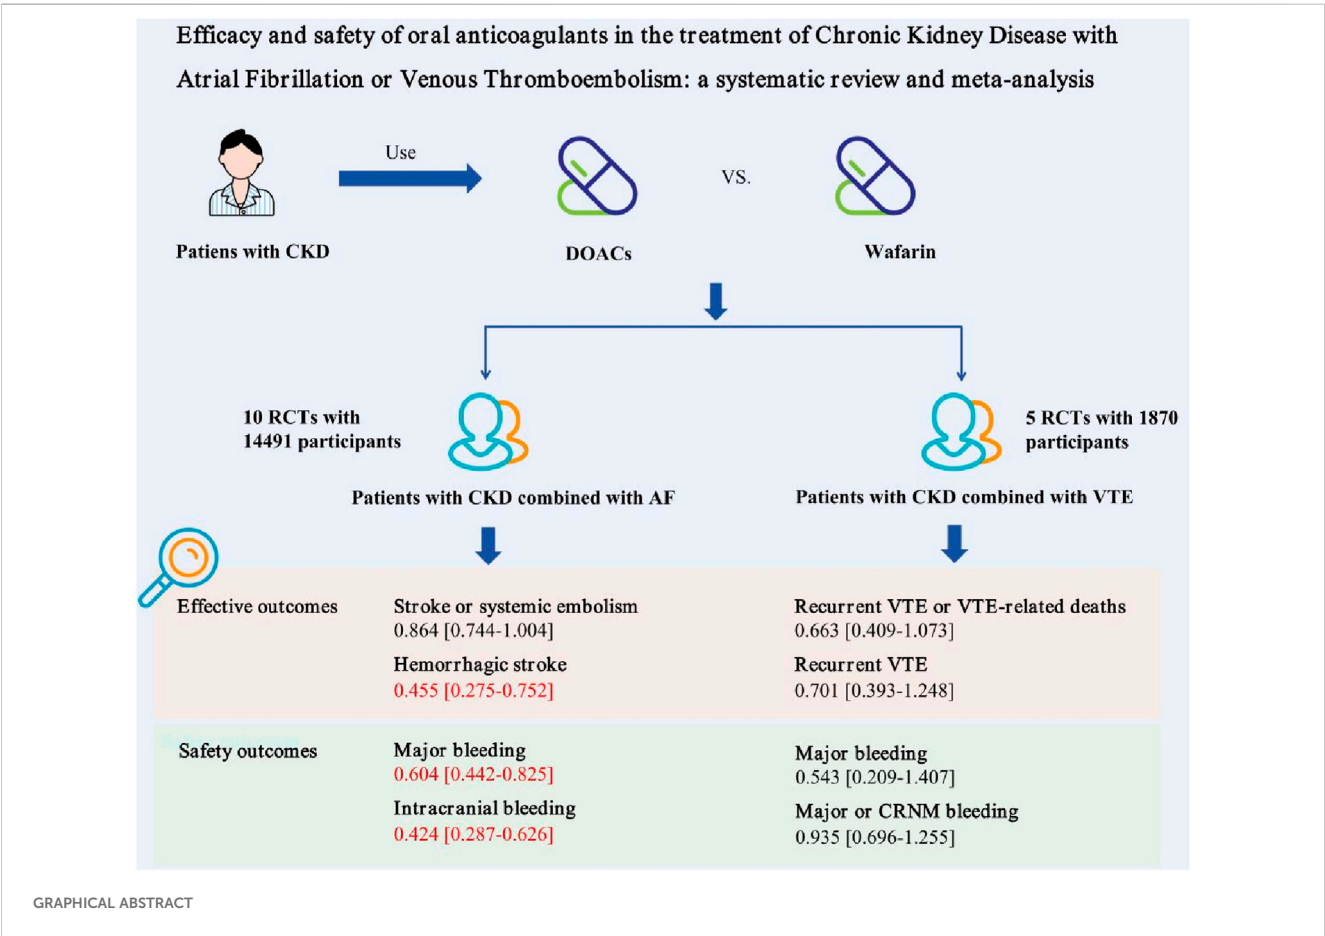 Efficacy and safety of oral anticoagulants in the treatment of Chronic Kidney Disease with
Atrial Fibrillation or Venous Thromboembolism: a systematic review and meta-analysis
Use
VS.
Patiens with CKD
DOACs
Wafarin
10 RCTs with
14491 participants
5 RCTs with 1870
participants
Patients with CKD combined with AF
Patients with CKD combined with VTE
Effective outcomes
Stroke or systemic embolism
0.864 [0.744-1.004]
Hemorrhagic stroke
0.455 [0.275-0.752]
Recurrent VTE or VTE-related deaths
0.663 [0.409-1.073]
Recurrent VTE
0.701 [0.393-1.248]
Safety outcomes
Major bleeding
0.604 [0.442-0.825]
Intracranial bleeding
0.424 [0.287-0.626]
Major bleeding
0.543 [0.209-1.407]
Major or CRNM bleeding
0.935 [0.696-1.255]
GRAPHICAL ABSTRACT